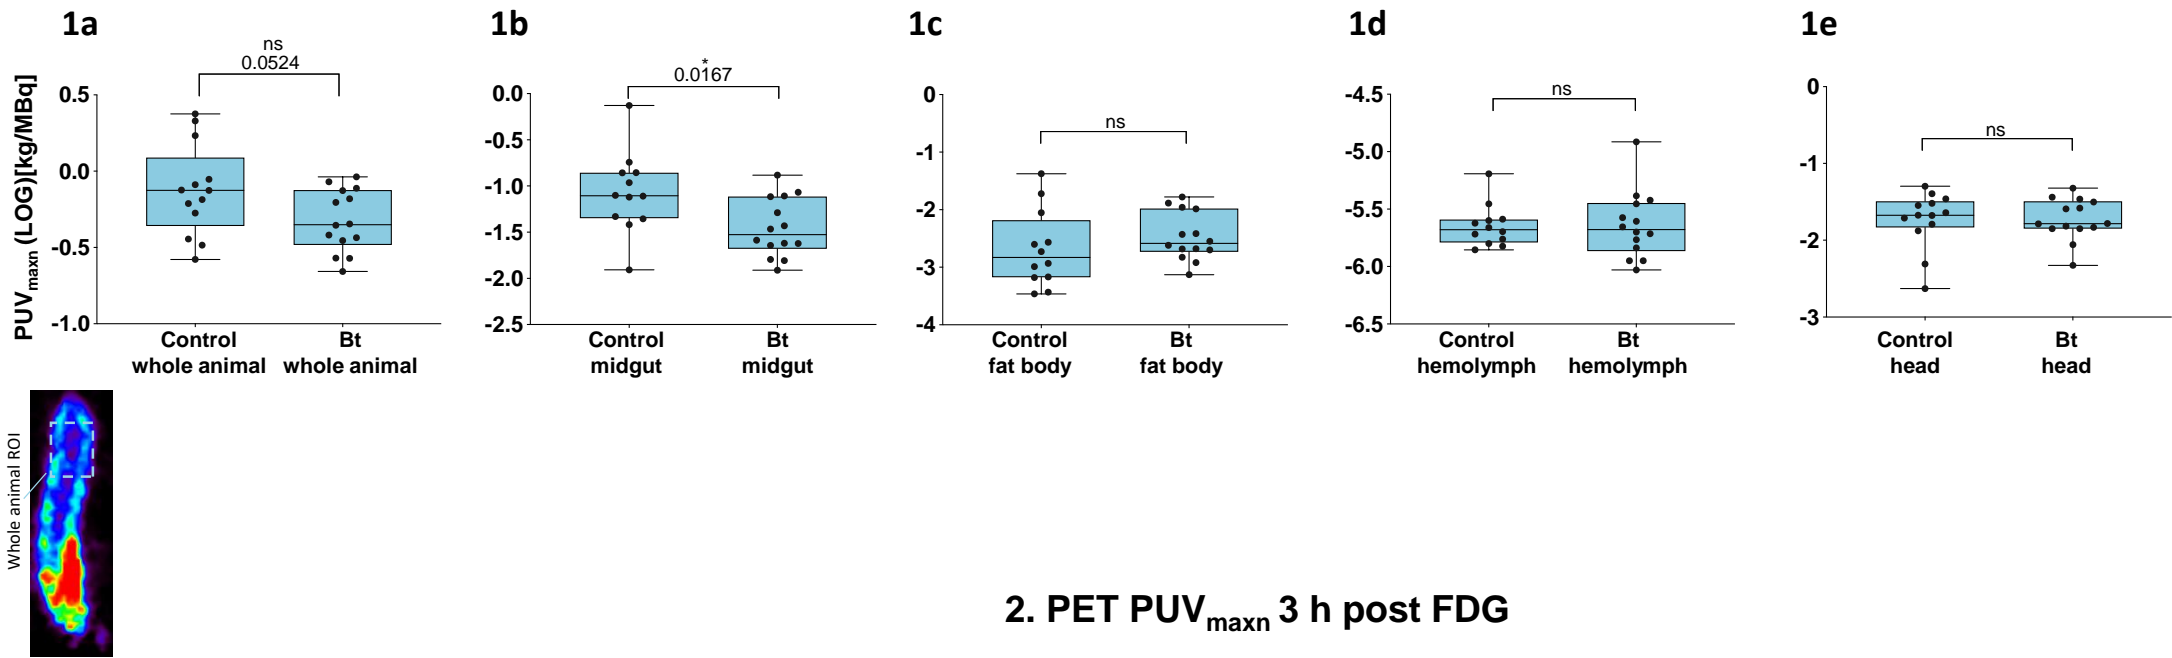 1a
1b
1c
1d
1e
PUVmaxn (LOG)[kg/MBq]
ns
0.0524
0.5
0.0
-0.5
-1.0
Control
whole animal
Bt
whole animal
*
0.0167
0.0
-0.5
-1.0
-1.5
-2.0
-2.5
Control
midgut
Bt
midgut
ns
0
-1
-2
-3
-4
Control
fat body
Bt
fat body
ns
-4.5
-5.0
-5.5
-6.0
-6.5
Control
hemolymph
Bt
hemolymph
ns
0
-1
-2
-3
Control
head
Bt
head
Whole animal ROI
2. PET PUVmaxn 3 h post FDG